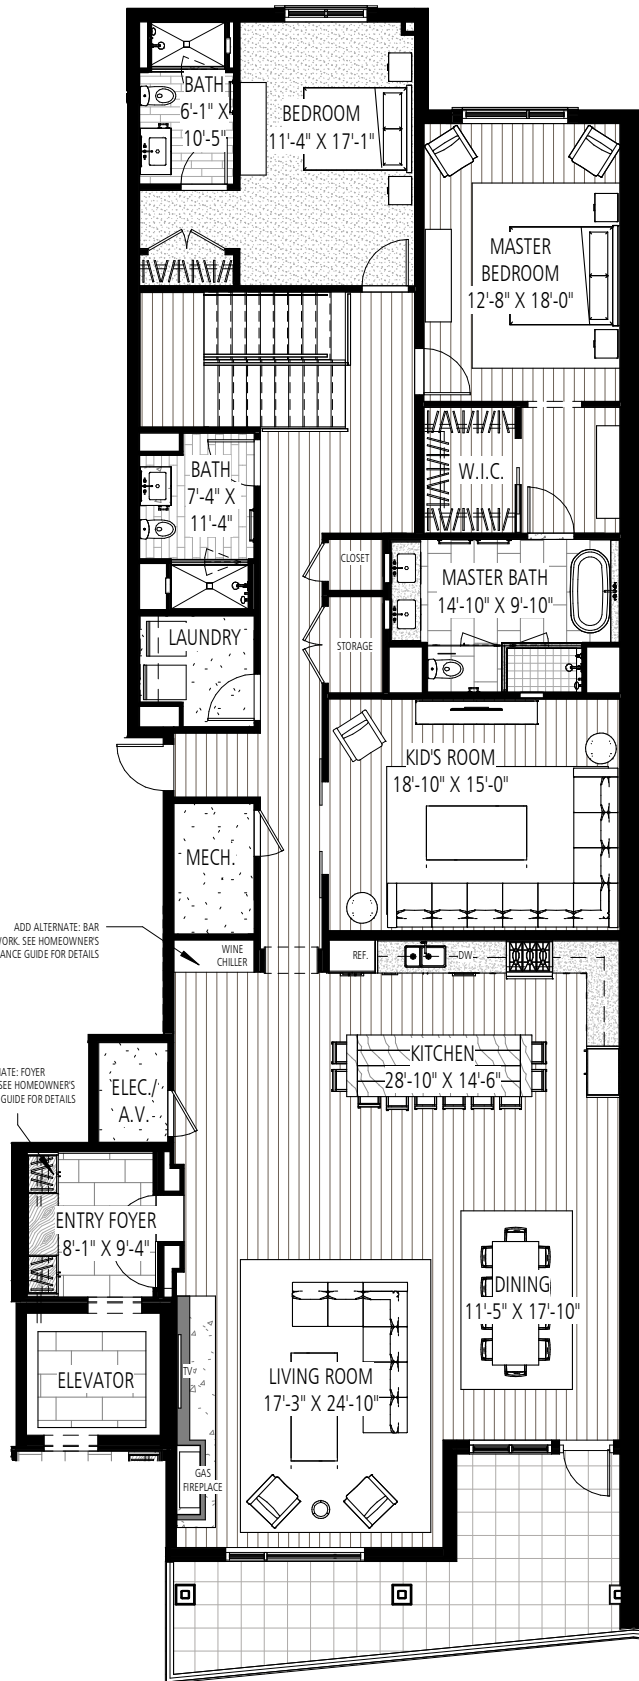 BATH
6'-1" X
10'-5"
BEDROOM
11'-4" X 17'-1"
MASTER
BEDROOM
12'-8" X 18'-0"
W.I.C.
BATH
7'-4" X
11'-4"
CLOSET
MASTER BATH
14'-10" X 9'-10"
LAUNDRY
STORAGE
KID'S ROOM
18'-10" X 15'-0"
MECH.
ADD ALTERNATE: BAR
WORK. SEE HOMEOWNER'S
ANCE GUIDE FOR DETAILS
WINE
CHILLER
REF.
DW
KITCHEN
28'-10" X 14'-6"
NATE: FOYER
SEE HOMEOWNER'S
GUIDE FOR DETAILS
ELEC./
A.V.
ENTRY FOYER
8'-1" X 9'-4"
DINING
11'-5" X 17'-10"
ELEVATOR
TV
LIVING ROOM
17'-3" X 24'-10"
GAS
FIREPLACE